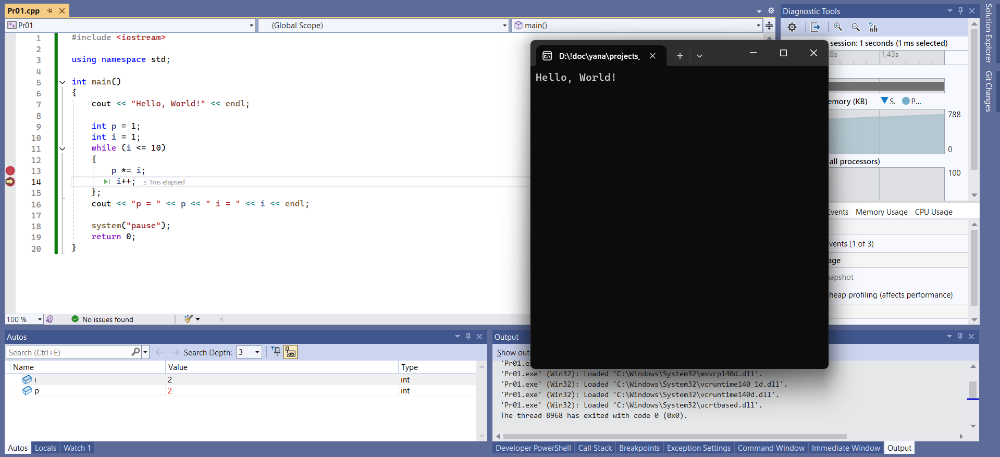 Pr01.cpp
Pr01 (Global Scope) main()
1 #include <iostream>
2
3 using namespace std;
4
5 int main()
6 {
7 cout << "Hello, World!" << endl;
8
9 int p = 1;
10 int i = 1;
11 while (i <= 10)
12 {
13 p *= i;
14 i++; ≤ 1ms elapsed
15 };
16 cout << "p = " << p << " i = " << i << endl;
17
18 system("pause");
19 return 0;
20 }
100 % No issues found
D:\!doc\yana\projects_
Hello, World!
Diagnostic Tools
session: 1 seconds (1 ms selected)
8s 1,43s
emory (KB) S. P...
788
0
all processors)
100
Events Memory Usage CPU Usage
vents (1 of 3)
age
napshot
heap profiling (affects performance)
Solution Explorer
Git Changes
Autos
Search (Ctrl+E) Search Depth: 3
Name Value Type
i 2 int
p 2 int
Autos Locals Watch 1
Output
Show out
'Pr01.e
'Pr01.exe' (Win32): Loaded 'C:\Windows\System32\msvcp140d.dll'.
'Pr01.exe' (Win32): Loaded 'C:\Windows\System32\vcruntime140_1d.dll'.
'Pr01.exe' (Win32): Loaded 'C:\Windows\System32\vcruntime140d.dll'.
'Pr01.exe' (Win32): Loaded 'C:\Windows\System32\ucrtbased.dll'.
The thread 8968 has exited with code 0 (0x0).
Developer PowerShell Call Stack Breakpoints Exception Settings Command Window Immediate Window Output